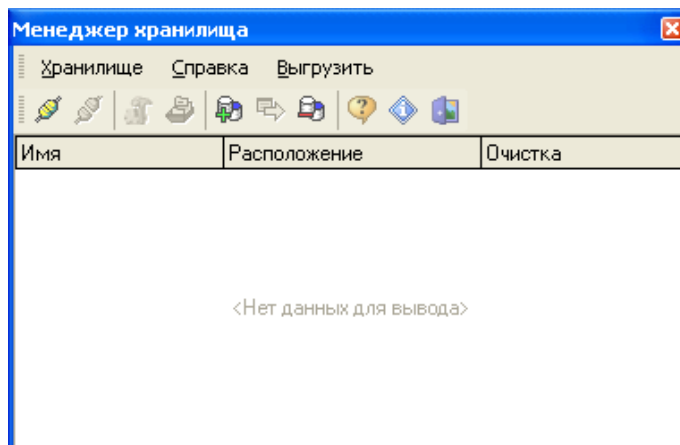 Менеджер хранилища
Хранилище Справка Выгрузить
Имя Расположение Очистка
<Нет данных для вывода>